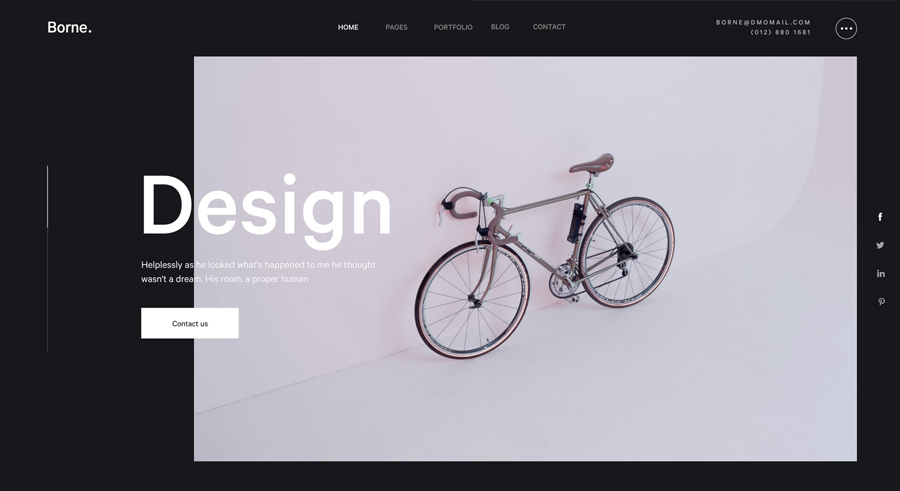 Borne.
HOME
PAGES
PORTFOLIO
BLOG
CONTACT
BORNE@DMOMAIL.COM
(012) 880 1681
Design
Helplessly as he looked what's happened to me he thought
wasn't a dream. His room, a proper human
Contact us